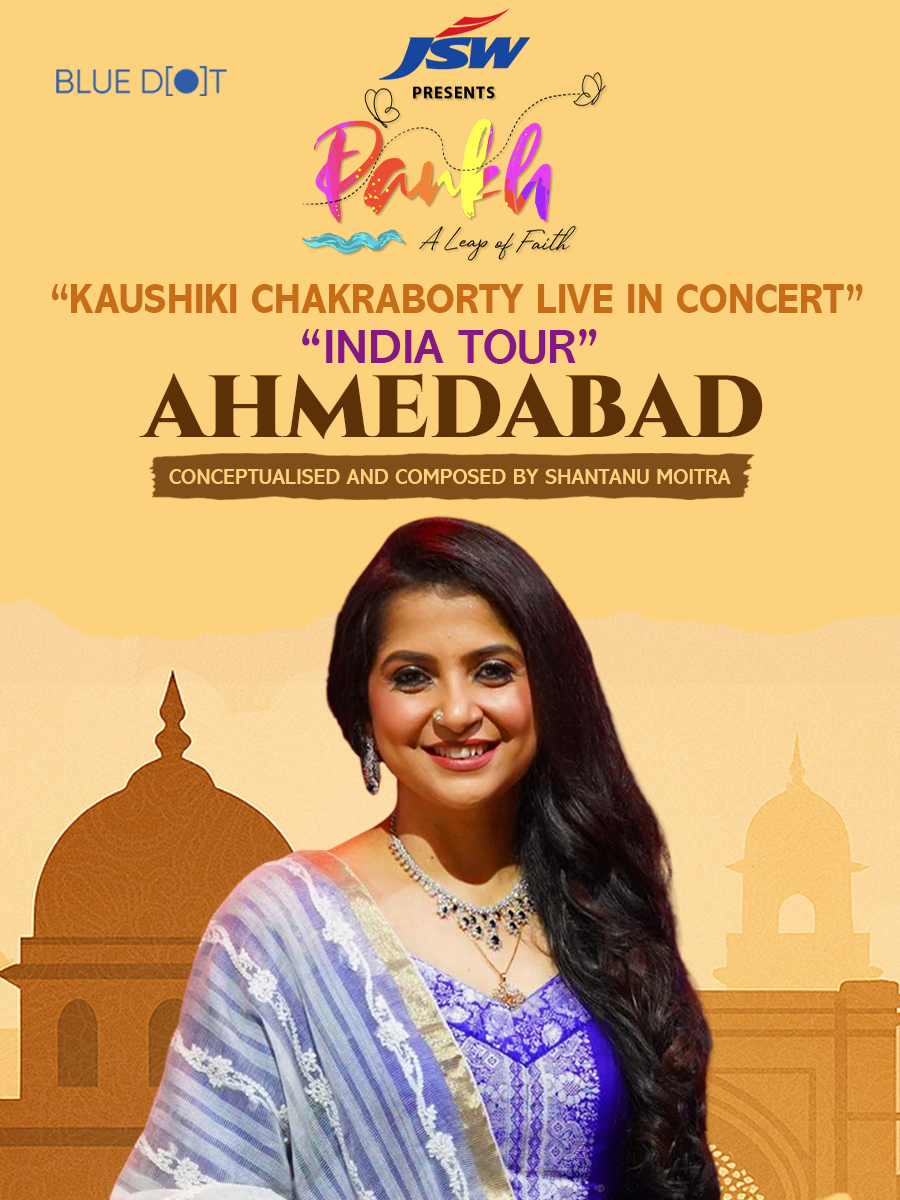 JSW
BLUE D[O]T
PRESENTS
Pankh
A Leap of Faith
“KAUSHIKI CHAKRABORTY LIVE IN CONCERT”
“INDIA TOUR”
AHMEDABAD
CONCEPTUALISED AND COMPOSED BY SHANTANU MOITRA